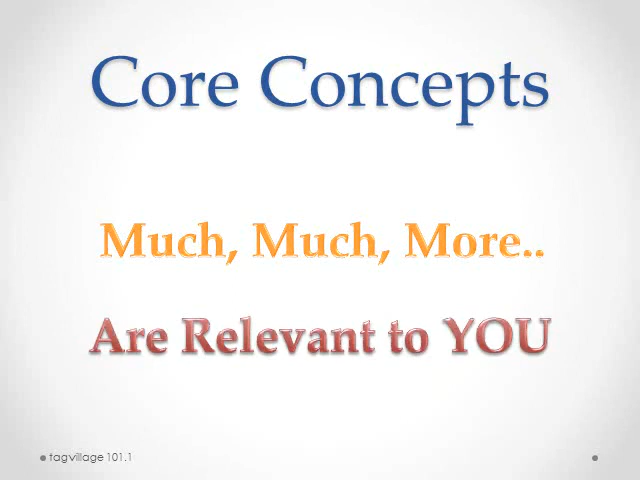 Core Concepts
Much, Much, More..
Are Relevant to YOU
tagvillage 101.1